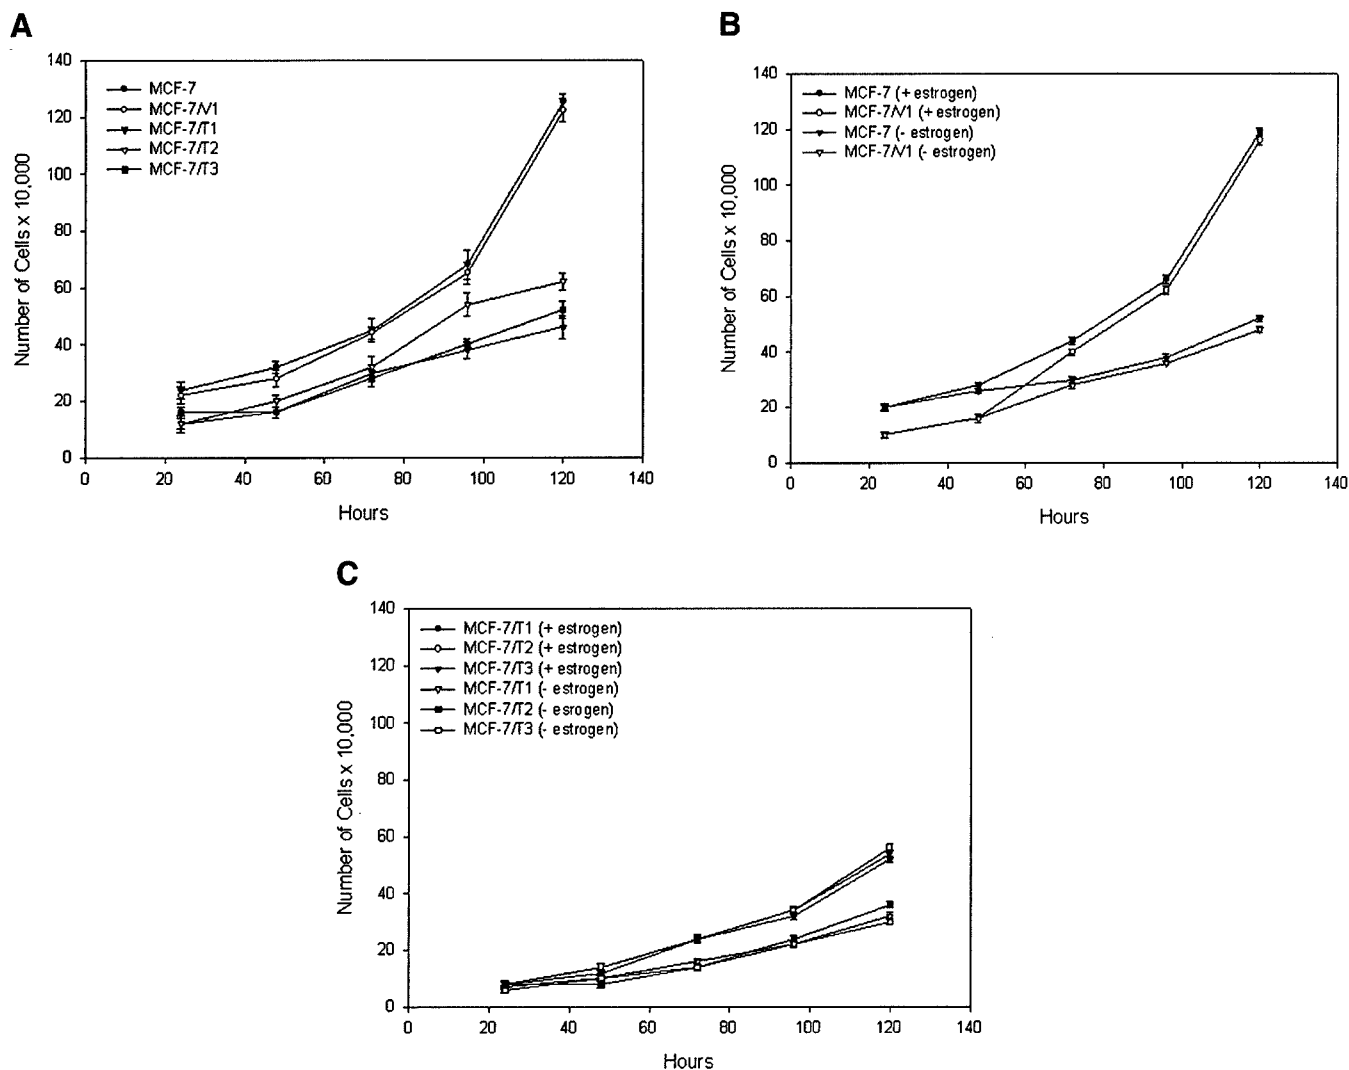 A
140
120
100
80
60
40
20
0
Number of Cells x 10,000
MCF-7
MCF-7/V1
MCF-7/T1
MCF-7/T2
MCF-7/T3
0 20 40 60 80 100 120 140
Hours
B
140
120
100
80
60
40
20
0
Number of Cells x 10,000
MCF-7 (+ estrogen)
MCF-7/V1 (+ estrogen)
MCF-7 (- estrogen)
MCF-7/V1 (- estrogen)
0 20 40 60 80 100 120 140
Hours
C
140
120
100
80
60
40
20
0
Number of Cells x 10,000
MCF-7/T1 (+ estrogen)
MCF-7/T2 (+ estrogen)
MCF-7/T3 (+ estrogen)
MCF-7/T1 (- estrogen)
MCF-7/T2 (- esrogen)
MCF-7/T3 (- estrogen)
0 20 40 60 80 100 120 140
Hours